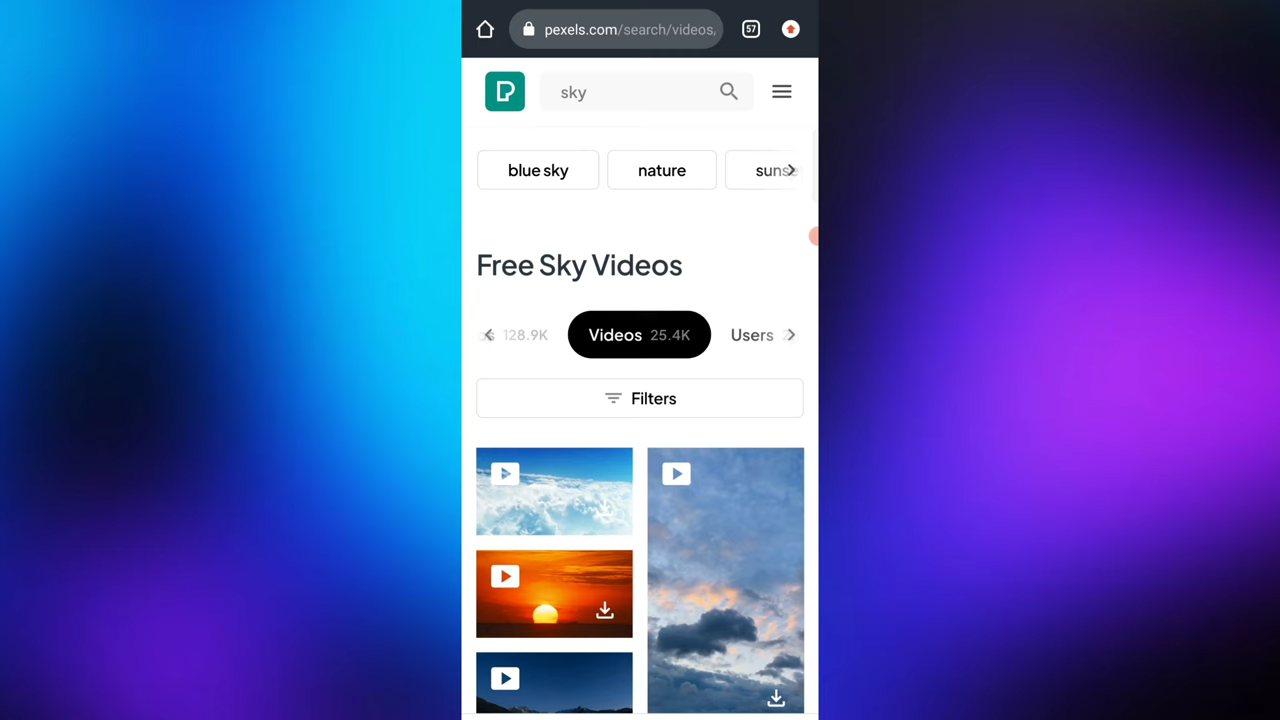 pexels.com/search/videos,
57
sky
blue sky
nature
sunse
Free Sky Videos
128.9K
Videos 25.4K
Users
Filters